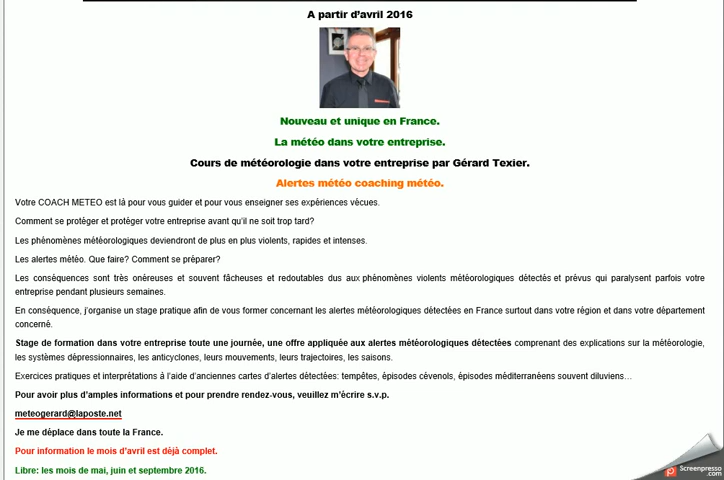 A partir d'avril 2016
Nouveau et unique en France.
La météo dans votre entreprise.
Cours de météorologie dans votre entreprise par Gérard Texier.
Alertes météo coaching météo.
Votre COACH METEO est là pour vous guider et pour vous enseigner ses expériences vécues.
Comment se protéger et protéger votre entreprise avant qu'il ne soit trop tard?
Les phénomènes météorologiques deviendront de plus en plus violents, rapides et intenses.
Les alertes météo. Que faire? Comment se préparer?
Les conséquences sont très onéreuses et souvent fâcheuses et redoutables dus aux phénomènes violents météorologiques détectés et prévus qui paralysent parfois votre
entreprise pendant plusieurs semaines.
En conséquence, j'organise un stage pratique afin de vous former concernant les alertes météorologiques détectées en France surtout dans votre région et dans votre département
concerné.
Stage de formation dans votre entreprise toute une journée, une offre appliquée aux alertes météorologiques détectées comprenant des explications sur la météorologie,
les systèmes dépressionnaires, les anticyclones, leurs mouvements, leurs trajectoires, les saisons.
Exercices pratiques et interprétations à l'aide d'anciennes cartes d'alertes détectées: tempêtes, épisodes cévenols, épisodes méditerranéens souvent diluviens…
Pour avoir plus d'amples informations et pour prendre rendez-vous, veuillez m'écrire s.v.p.
meteogerard@laposte.net
Je me déplace dans toute la France.
Pour information le mois d'avril est déjà complet.
Libre: les mois de mai, juin et septembre 2016.
Screenpresso
.com